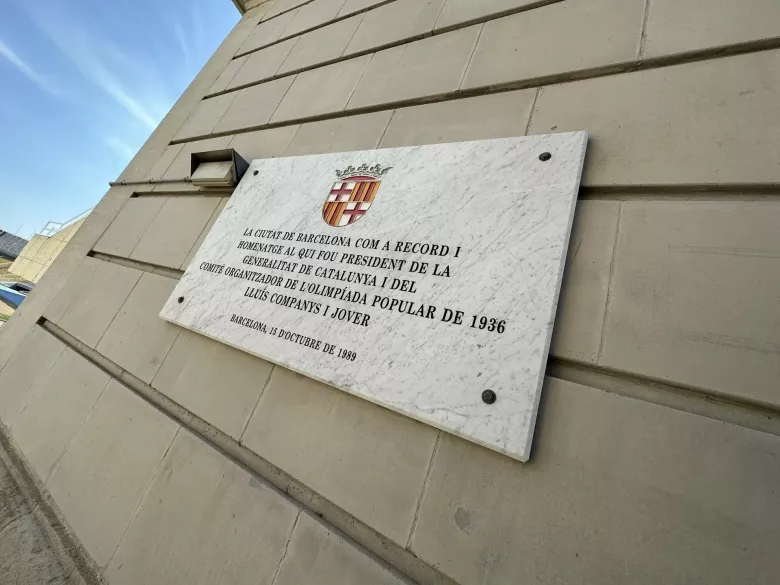 LA CIUTAT DE BARCELONA COM A RECORD I
HOMENATGE AL QUI FOU PRESIDENT DE LA
GENERALITAT DE CATALUNYA I DEL
COMITÉ ORGANITZADOR DE L'OLIMPÍADA POPULAR DE 1936
LLUÍS COMPANYS I JOVER
BARCELONA, 15 D'OCTUBRE DE 1989